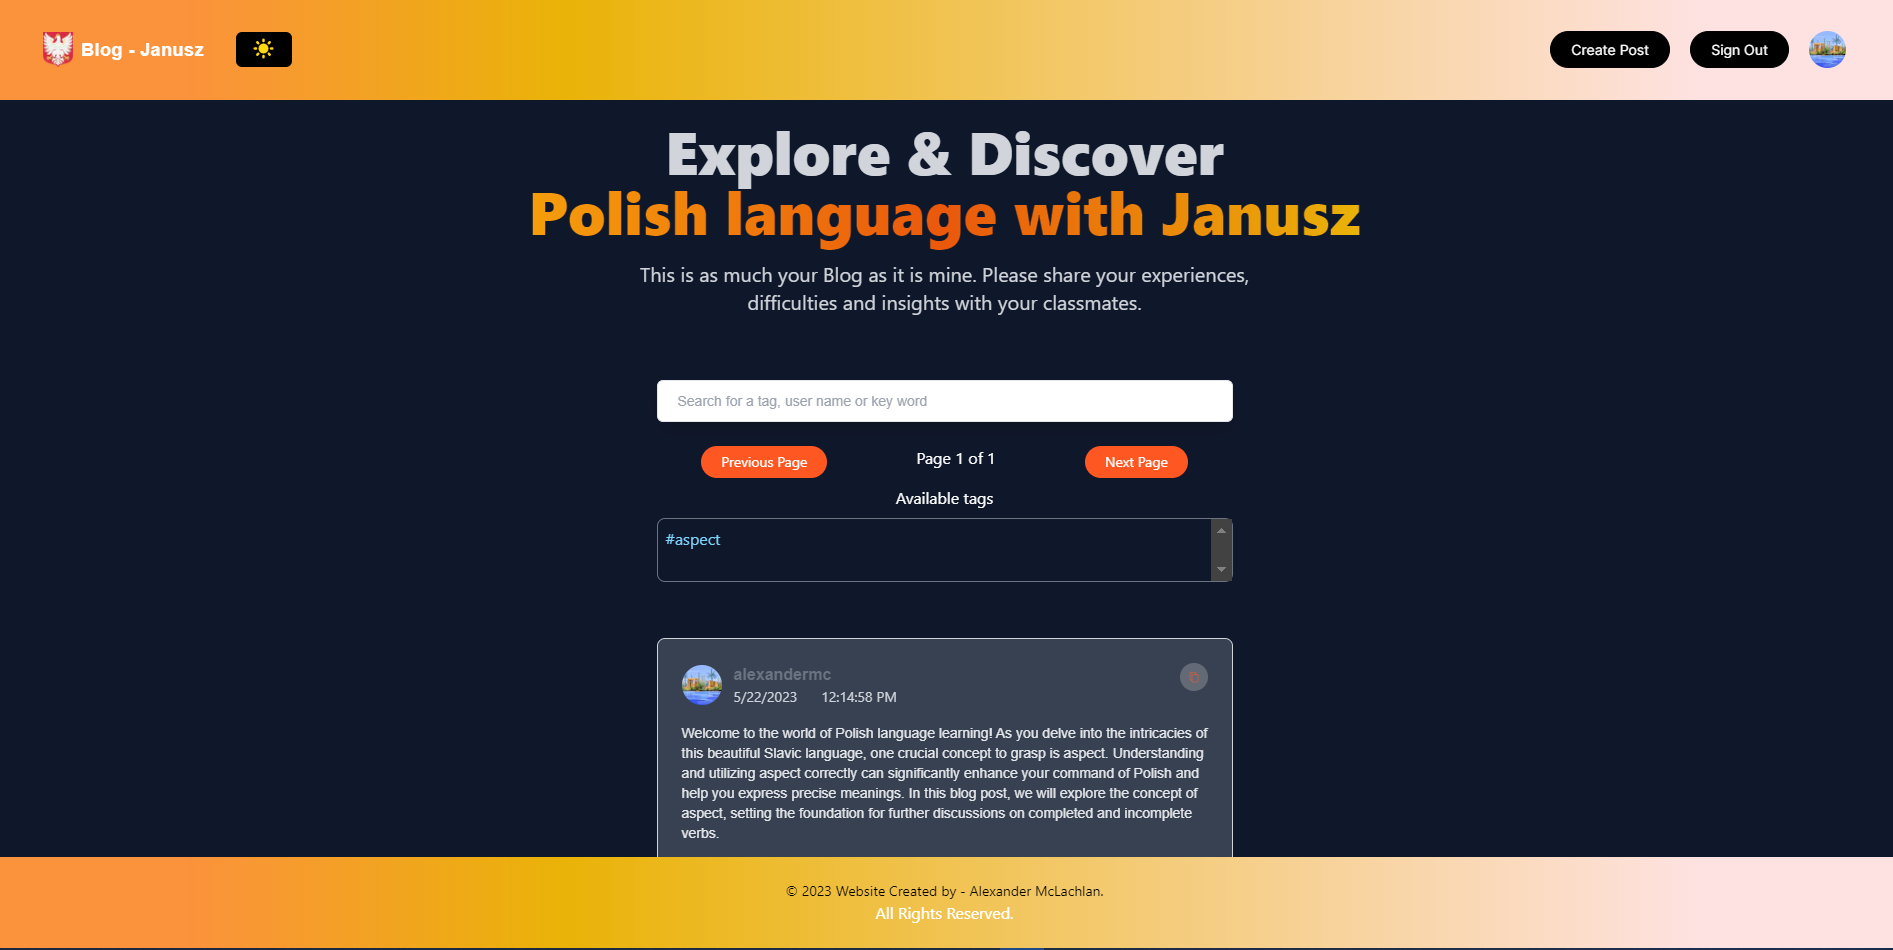 Blog - Janusz
Create Post
Sign Out
Explore & Discover
Polish language with Janusz
This is as much your Blog as it is mine. Please share your experiences,
difficulties and insights with your classmates.
Search for a tag, user name or key word
Previous Page
Page 1 of 1
Next Page
Available tags
#aspect
alexandermc
5/22/2023 12:14:58 PM
Welcome to the world of Polish language learning! As you delve into the intricacies of
this beautiful Slavic language, one crucial concept to grasp is aspect. Understanding
and utilizing aspect correctly can significantly enhance your command of Polish and
help you express precise meanings. In this blog post, we will explore the concept of
aspect, setting the foundation for further discussions on completed and incomplete
verbs.
© 2023 Website Created by - Alexander McLachlan.
All Rights Reserved.